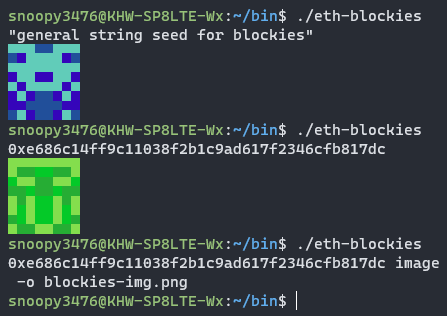 snoopy3476@KHW-SP8LTE-Wx:~/bin$ ./eth-blockies
"general string seed for blockies"
snoopy3476@KHW-SP8LTE-Wx:~/bin$ ./eth-blockies
0xe686c14ff9c11038f2b1c9ad617f2346cfb817dc
snoopy3476@KHW-SP8LTE-Wx:~/bin$ ./eth-blockies
0xe686c14ff9c11038f2b1c9ad617f2346cfb817dc image
-o blockies-img.png
snoopy3476@KHW-SP8LTE-Wx:~/bin$